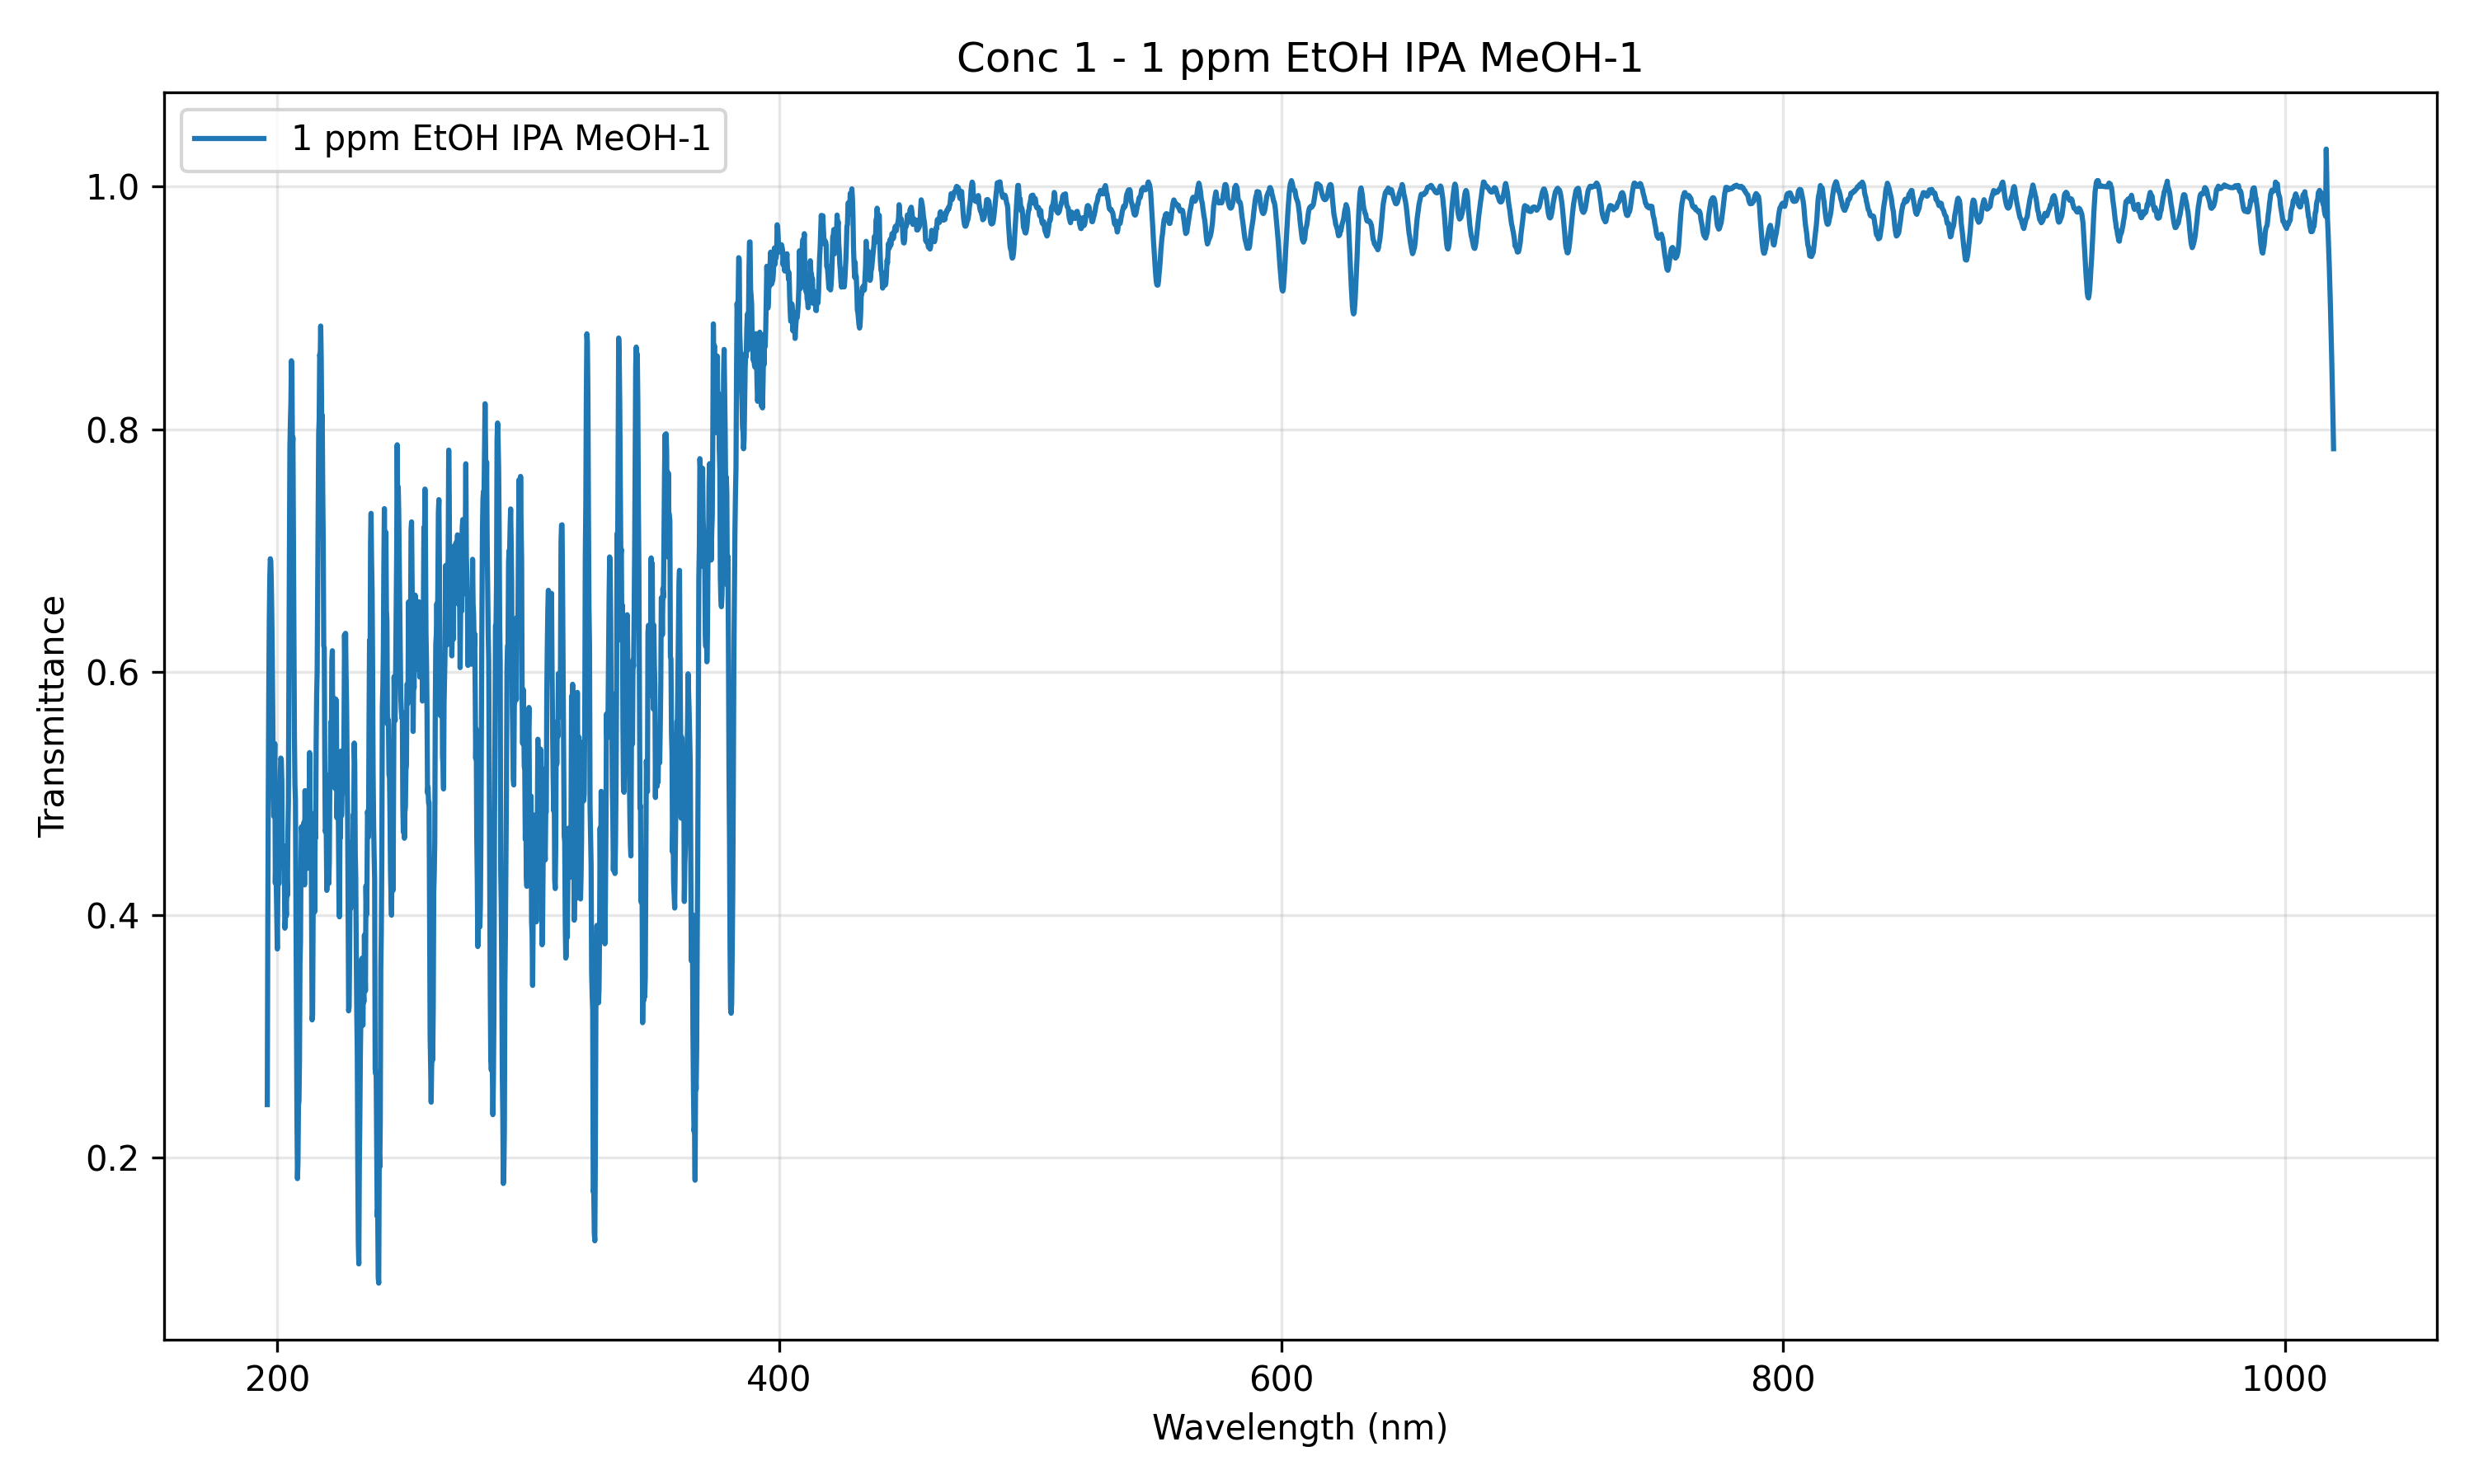 Conc 1 - 1 ppm EtOH IPA MeOH-1
1 ppm EtOH IPA MeOH-1
1.0
0.8
0.6
0.4
0.2
Transmittance
200 400 600 800 1000
Wavelength (nm)